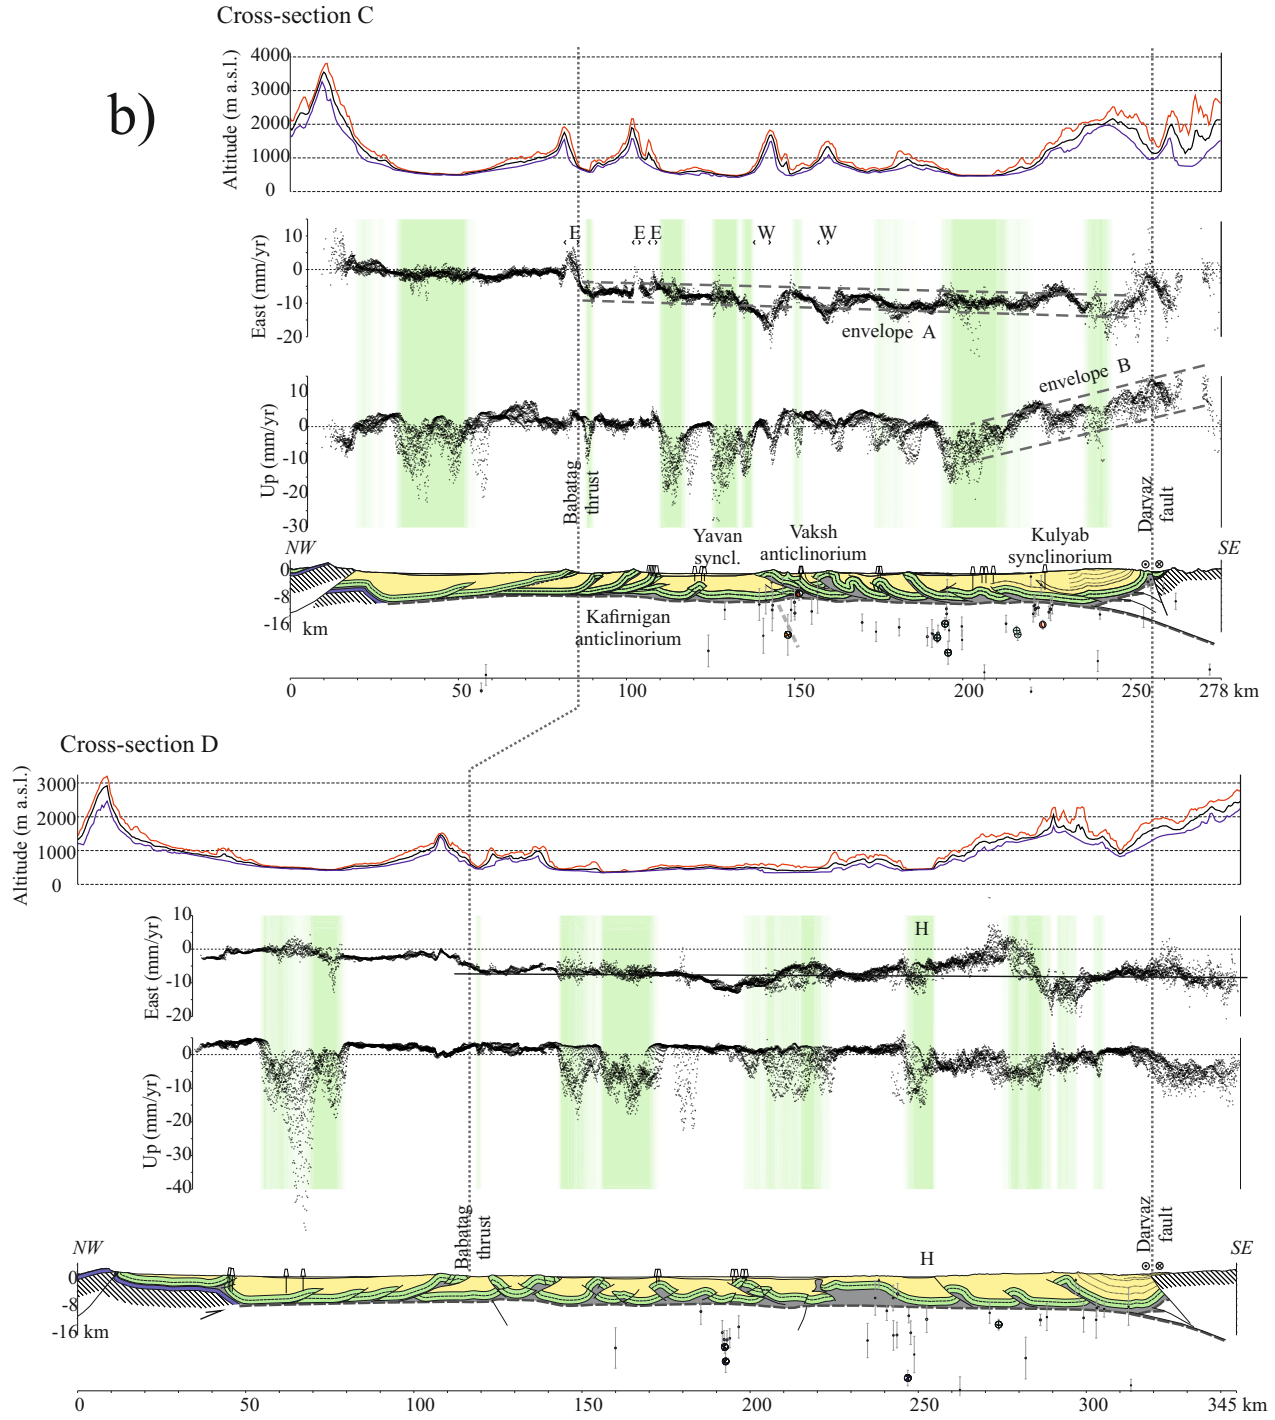 Cross-section C
b)
Altitude (m a.s.l.)
4000
3000
2000
1000
0
East (mm/yr)
10
0
-10
-20
E
E E
W
W
envelope A
Up (mm/yr)
10
0
-10
-20
-30
envelope B
Babatag
thrust
Darvaz
fault
NW
SE
Yavan
syncl.
Vaksh
anticlinorium
Kulyab
synclinorium
0
-8
-16
km
Kafirnigan
anticlinorium
0
50
100
150
200
250
278 km
Cross-section D
Altitude (m a.s.l.)
3000
2000
1000
0
East (mm/yr)
10
0
-10
-20
H
Up (mm/yr)
0
-10
-20
-30
-40
Babatag
thrust
Darvaz
fault
NW
SE
H
0
-8
-16 km
0
50
100
150
200
250
300
345 km